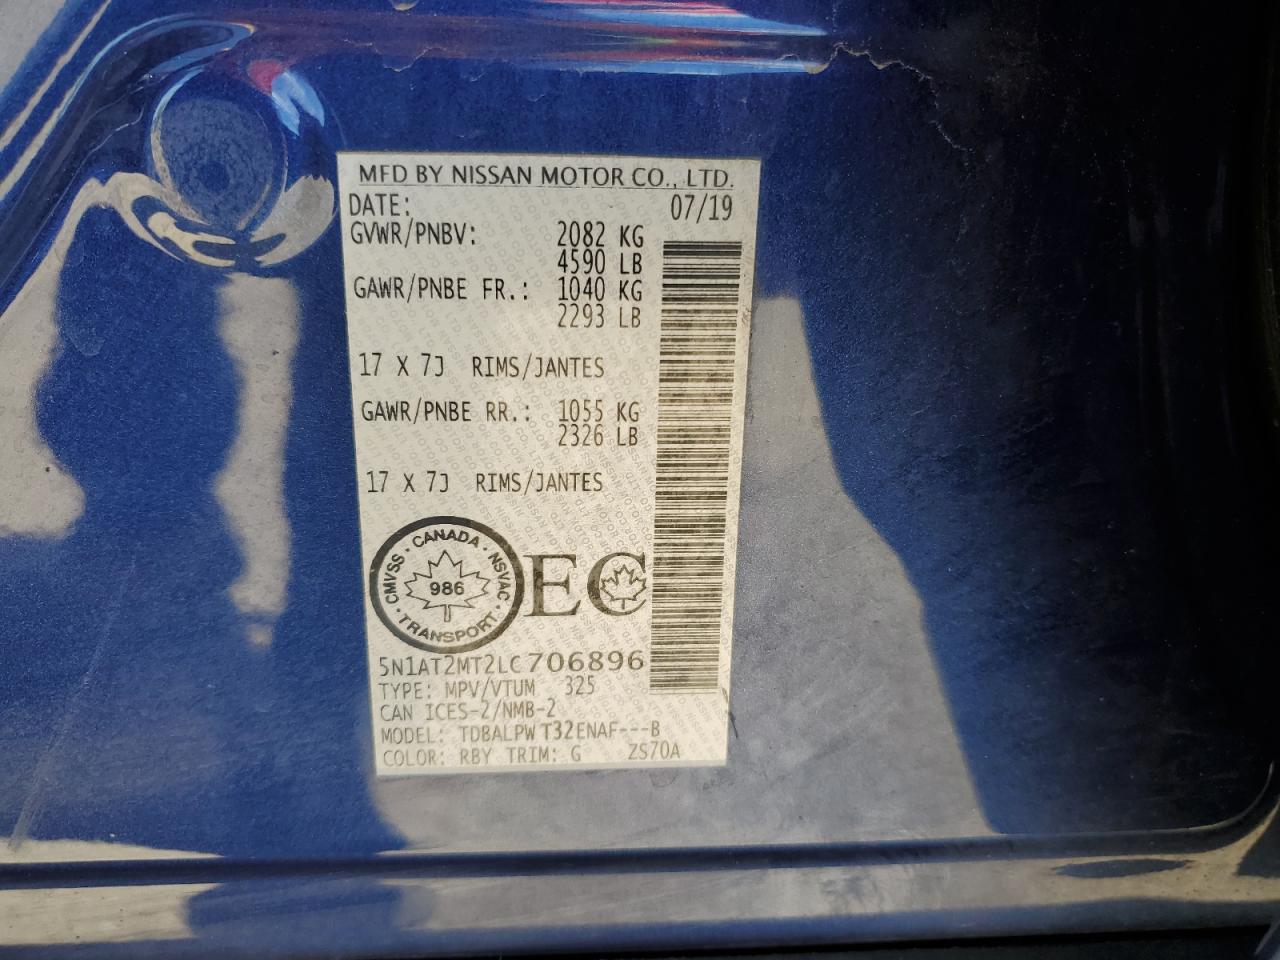 MFD BY NISSAN MOTOR CO., LTD.
DATE: 07/19
GVWR/PNBV: 2082 KG
4590 LB
GAWR/PNBE FR.: 1040 KG
2293 LB
17 X 7J RIMS/JANTES
GAWR/PNBE RR.: 1055 KG
2326 LB
17 X 7J RIMS/JANTES
CMVSS · CANADA · NSVAC · TRANSPORT ·
986
EC
5N1AT2MT2LC706896
TYPE: MPV/VTUM 325
CAN ICES-2/NMB-2
MODEL: TDBALPW T32ENAF---B
COLOR: RBY TRIM: G ZS70A